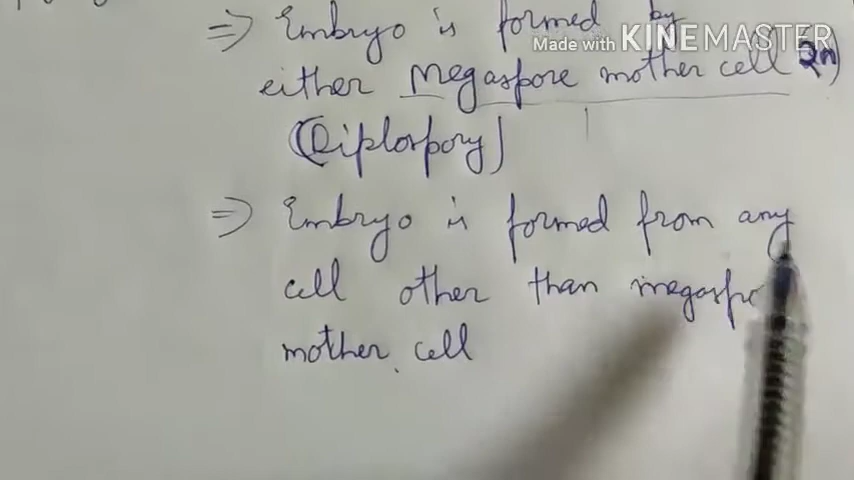 ⇒ Embryo is formed by
Made with KINEMASTER
either Megaspore mother cell 2n)
(Diplospory)
⇒ Embryo is formed from any
cell other than
mother cell